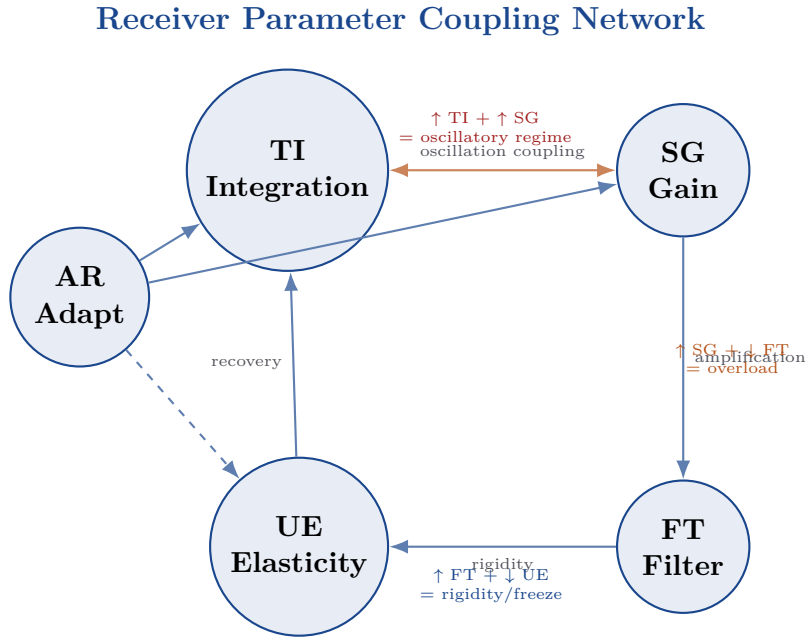 Receiver Parameter Coupling Network
TI
Integration
↑ TI + ↑ SG
= oscillatory regime
oscillation coupling
SG
Gain
AR
Adapt
recovery
↑ SG + ↓ FT
amplification
= overload
UE
Elasticity
rigidity
↑ FT + ↓ UE
= rigidity/freeze
FT
Filter